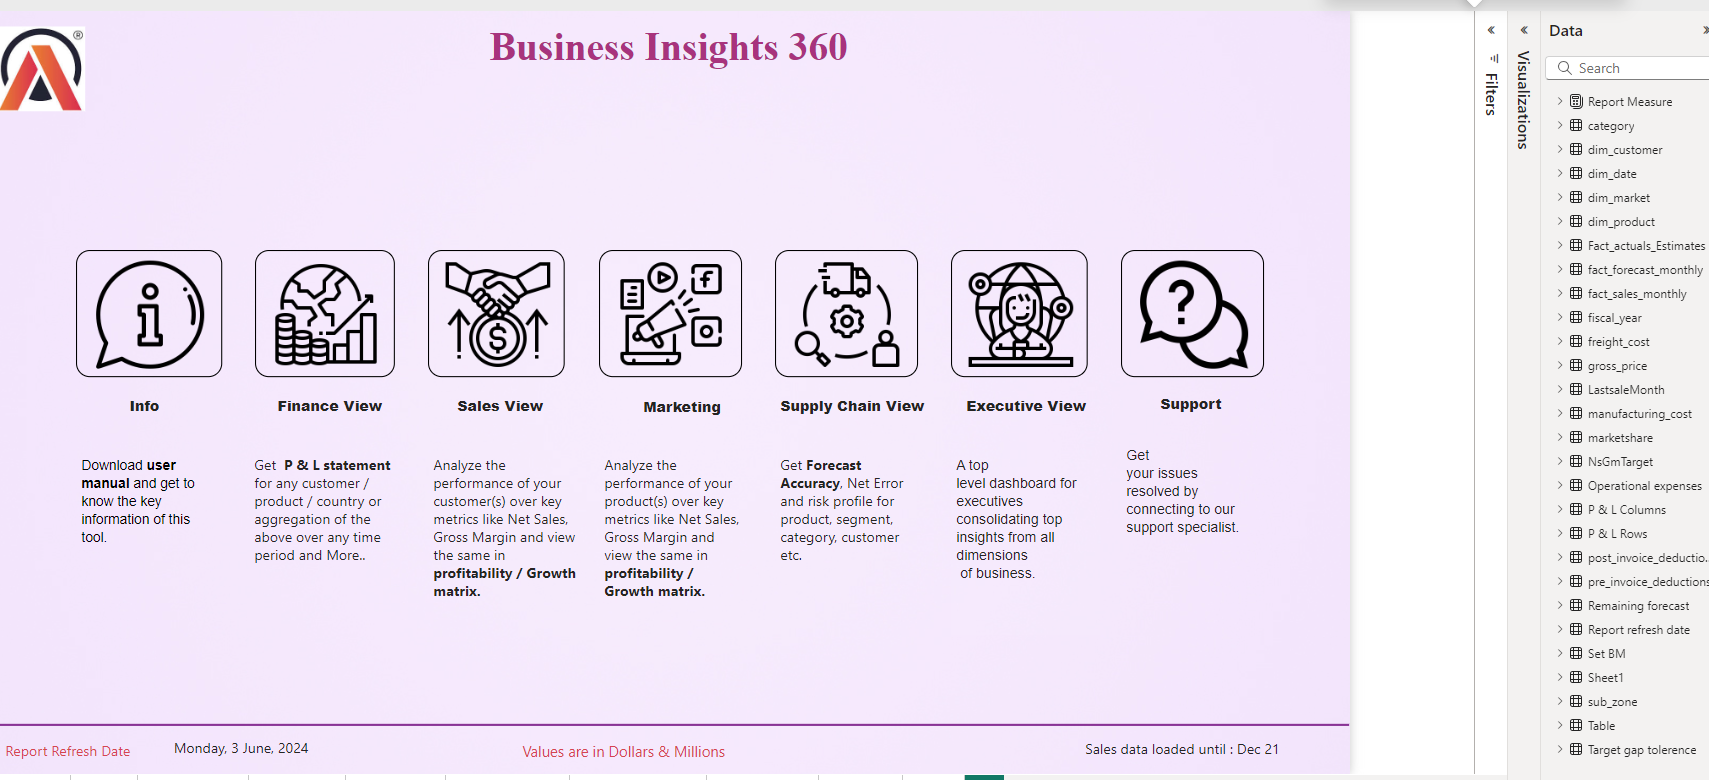 Business Insights 360
®
Info
Download user
manual and get to
know the key
information of this
tool.
Finance View
Get P & L statement
for any customer /
product / country or
aggregation of the
above over any time
period and More..
Sales View
Analyze the
performance of your
customer(s) over key
metrics like Net Sales,
Gross Margin and view
the same in
profitability / Growth
matrix.
Marketing
Analyze the
performance of your
product(s) over key
metrics like Net Sales,
Gross Margin and
view the same in
profitability /
Growth matrix.
Supply Chain View
Get Forecast
Accuracy, Net Error
and risk profile for
product, segment,
category, customer
etc.
Executive View
A top
level dashboard for
executives
consolidating top
insights from all
dimensions
of business.
Support
Get
your issues
resolved by
connecting to our
support specialist.
Report Refresh Date
Monday, 3 June, 2024
Values are in Dollars & Millions
Sales data loaded until : Dec 21
Filters
Visualizations
Data
Search
Report Measure
category
dim_customer
dim_date
dim_market
dim_product
Fact_actuals_Estimates
fact_forecast_monthly
fact_sales_monthly
fiscal_year
freight_cost
gross_price
LastsaleMonth
manufacturing_cost
marketshare
NsGmTarget
Operational expenses
P & L Columns
P & L Rows
post_invoice_deductio..
pre_invoice_deductions
Remaining forecast
Report refresh date
Set BM
Sheet1
sub_zone
Table
Target gap tolerence